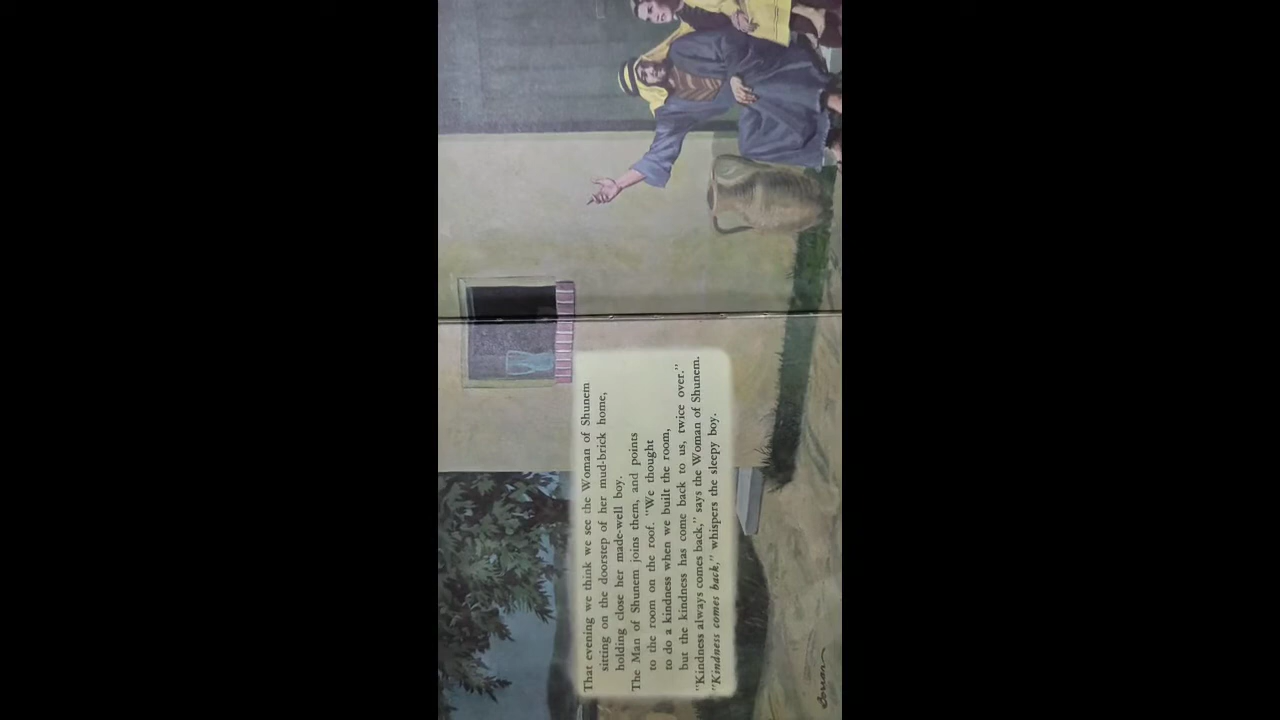 That evening we think we see the Woman of Shunem
sitting on the doorstep of her mud-brick home,
holding close her made-well boy.
The Man of Shunem joins them, and points
to the room on the roof. "We thought
to do a kindness when we built the room,
but the kindness has come back to us, twice over."
"Kindness always comes back," says the Woman of Shunem.
"Kindness comes back," whispers the sleepy boy.